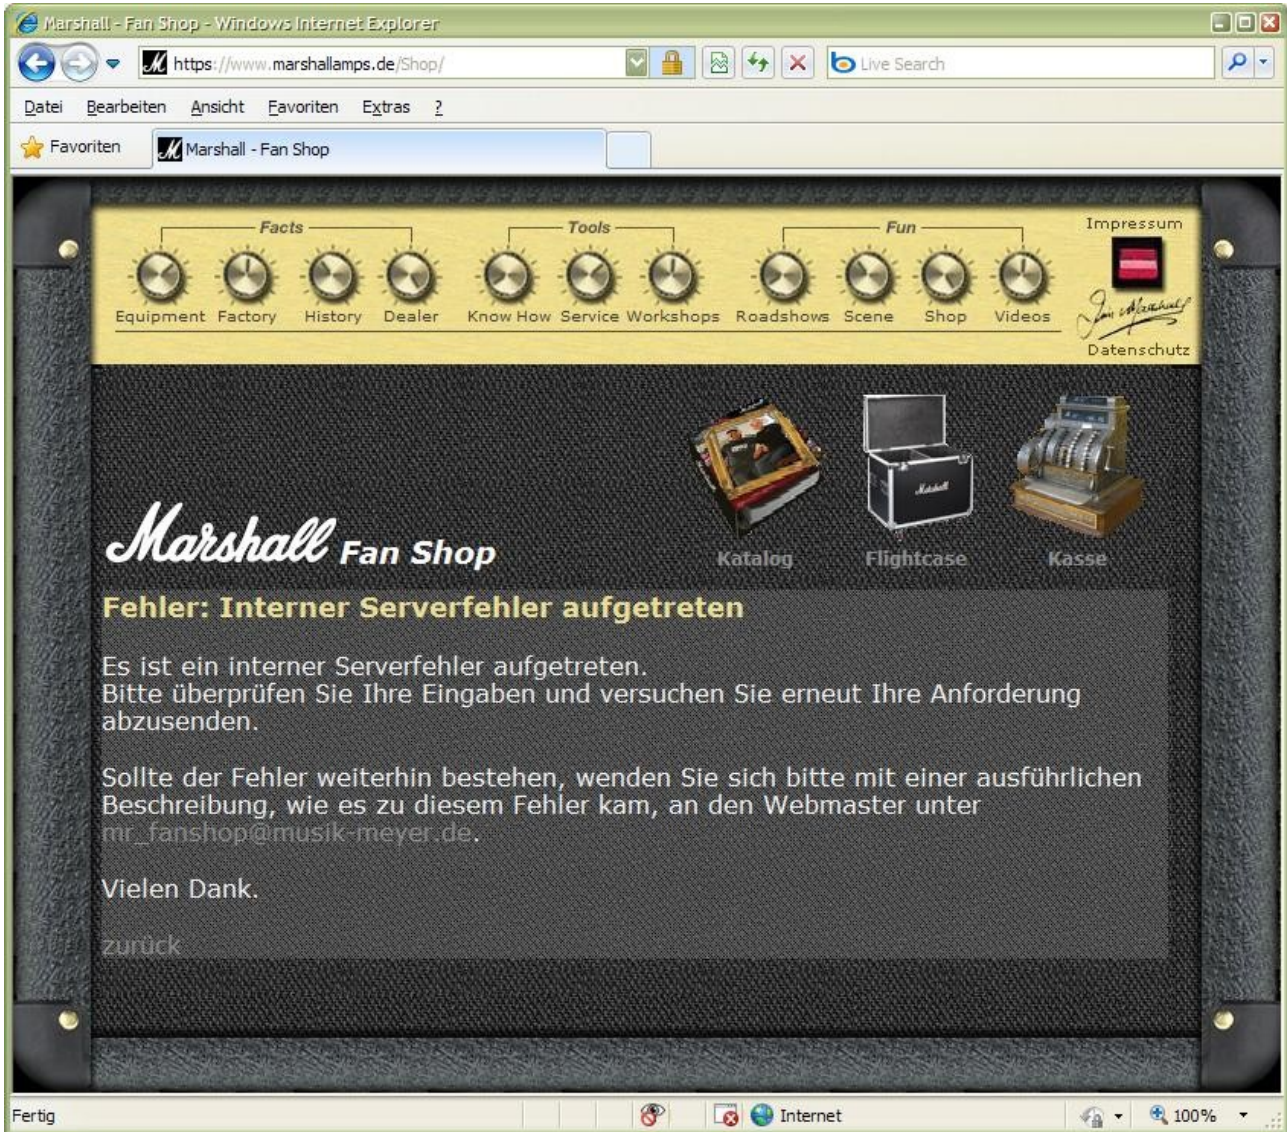 Marshall - Fan Shop - Windows Internet Explorer
https://www.marshallamps.de/Shop/
Live Search
Datei Bearbeiten Ansicht Favoriten Extras ?
Favoriten
Marshall - Fan Shop
Facts Tools Fun
Impressum
Equipment Factory History Dealer Know How Service Workshops Roadshows Scene Shop Videos
Jim Marshall
Datenschutz
Marshall
Marshall Fan Shop
Katalog Flightcase Kasse
Fehler: Interner Serverfehler aufgetreten
Es ist ein interner Serverfehler aufgetreten.
Bitte überprüfen Sie Ihre Eingaben und versuchen Sie erneut Ihre Anforderung
abzusenden.
Sollte der Fehler weiterhin bestehen, wenden Sie sich bitte mit einer ausführlichen
Beschreibung, wie es zu diesem Fehler kam, an den Webmaster unter
mr_fanshop@musik-meyer.de.
Vielen Dank.
zurück
Fertig
Internet
100%